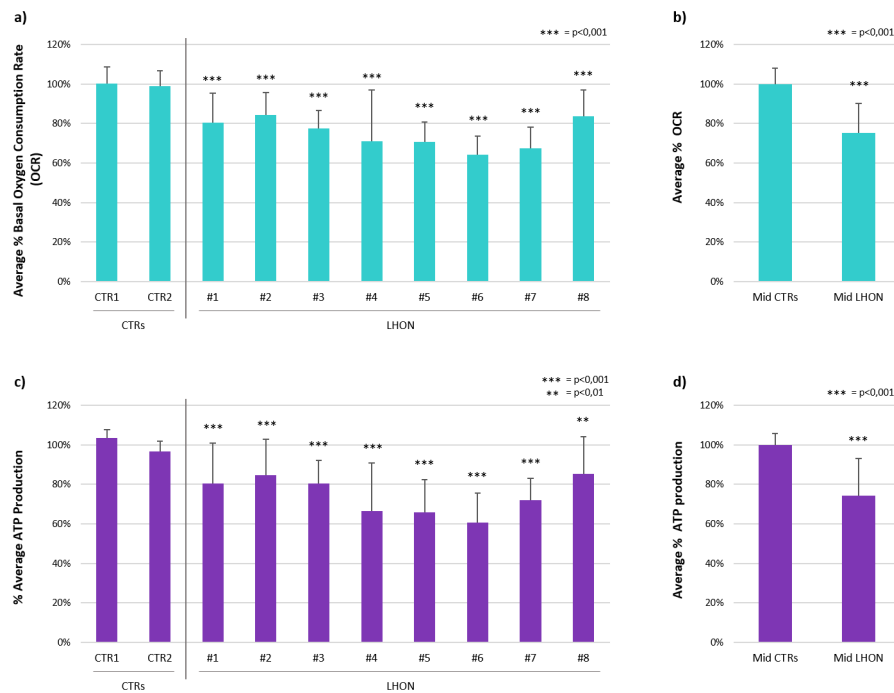 a)
*** = p<0,001
Average % Basal Oxygen Consumption Rate
(OCR)
120%
100%
80%
60%
40%
20%
0%
*** *** *** *** *** *** *** ***
CTR1 CTR2 #1 #2 #3 #4 #5 #6 #7 #8
CTRs LHON
b)
*** = p<0,001
Average % OCR
120%
100%
80%
60%
40%
20%
0%
***
Mid CTRs Mid LHON
c)
*** = p<0,001
** = p<0,01
% Average ATP Production
120%
100%
80%
60%
40%
20%
0%
*** *** *** *** *** *** *** **
CTR1 CTR2 #1 #2 #3 #4 #5 #6 #7 #8
CTRs LHON
d)
*** = p<0,001
Average % ATP production
120%
100%
80%
60%
40%
20%
0%
***
Mid CTRs Mid LHON